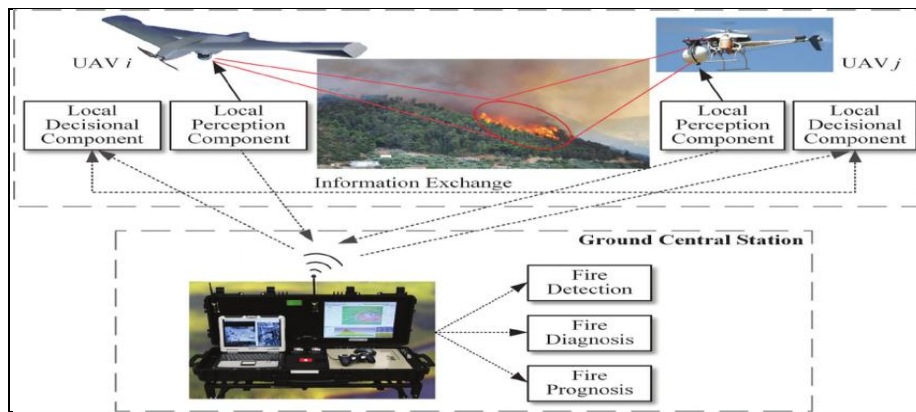 UAV i
UAV j
Local
Decisional
Component
Local
Perception
Component
Local
Perception
Component
Local
Decisional
Component
Information Exchange
Ground Central Station
Fire
Detection
Fire
Diagnosis
Fire
Prognosis